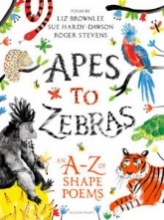 POEMS BY
LIZ BROWNLEE
SUE HARDY-DAWSON
ROGER STEVENS
APES
TO
ZEBRAS
AN
A-Z
OF
SHAPE
POEMS